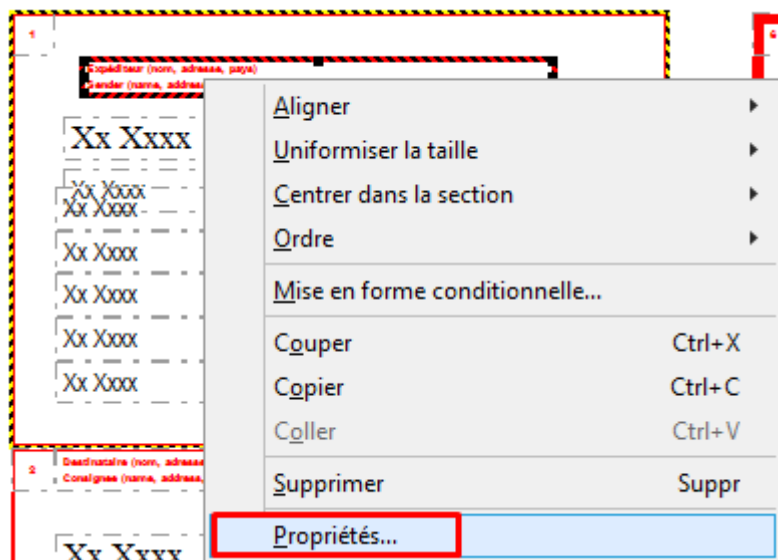 1
6
Expéditeur (nom, adresse, pays)
Sender (name, address
Xx Xxxx
Xx Xxxx
Xx Xxxx
Xx Xxxx
Xx Xxxx
Xx Xxxx
Xx Xxxx
2
Destinataire (nom, adresse
Consignee (name, address,
Xx Xxxx
Aligner
Uniformiser la taille
Centrer dans la section
Ordre
Mise en forme conditionnelle...
Couper Ctrl+X
Copier Ctrl+C
Coller Ctrl+V
Supprimer Suppr
Propriétés...